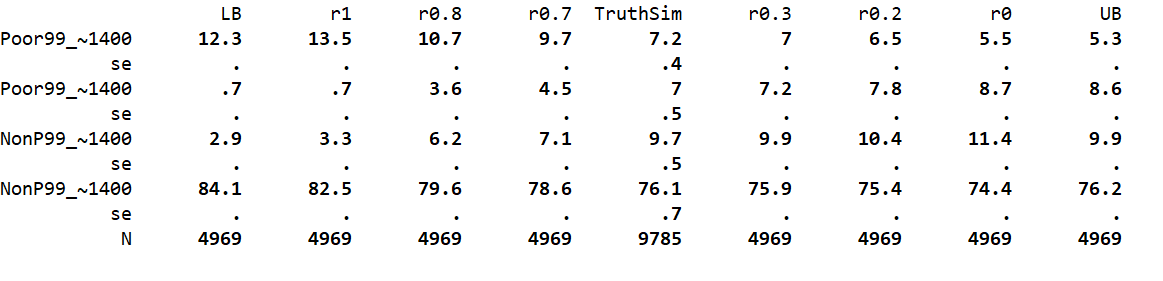 LB r1 r0.8 r0.7 TruthSim r0.3 r0.2 r0 UB
Poor99_~1400 12.3 13.5 10.7 9.7 7.2 7 6.5 5.5 5.3
se . . . . .4 . . . .
Poor99_~1400 .7 .7 3.6 4.5 7 7.2 7.8 8.7 8.6
se . . . . .5 . . . .
NonP99_~1400 2.9 3.3 6.2 7.1 9.7 9.9 10.4 11.4 9.9
se . . . . .5 . . . .
NonP99_~1400 84.1 82.5 79.6 78.6 76.1 75.9 75.4 74.4 76.2
se . . . . .7 . . . .
N 4969 4969 4969 4969 9785 4969 4969 4969 4969